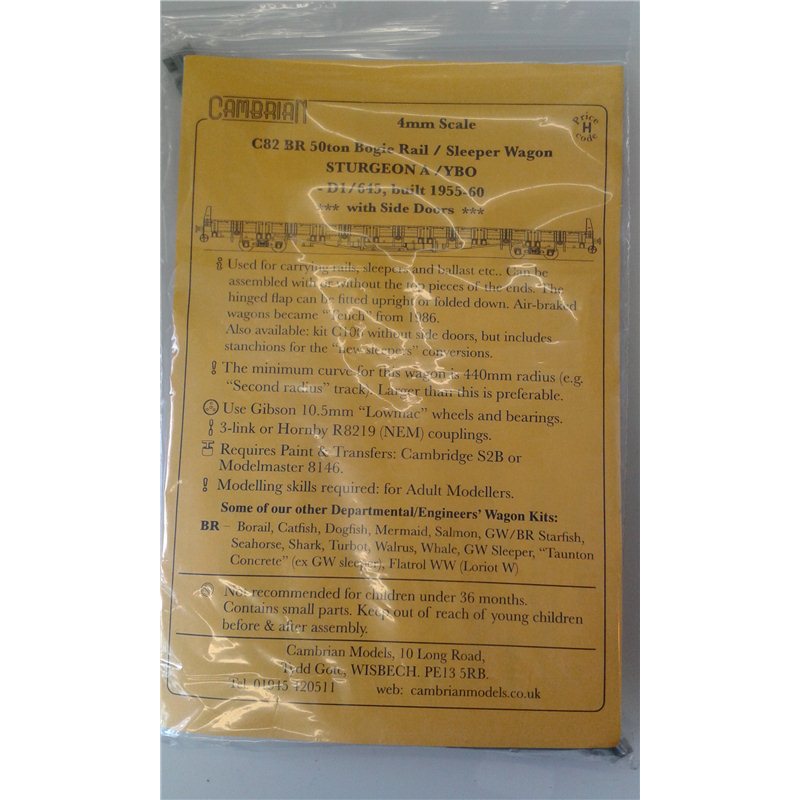 CAMBRIAN
4mm Scale
Price
H
code
C82 BR 50ton Bogie Rail / Sleeper Wagon
STURGEON A /YBO
- D1/645, built 1955-60
*** with Side Doors ***
Used for carrying rails, sleepers and ballast etc.. Can be
assembled with or without the top pieces of the ends. The
hinged flap can be fitted upright or folded down. Air-braked
wagons became "Tench" from 1986.
Also available: kit C106 without side doors, but includes
stanchions for the "new sleepers" conversions.
The minimum curve for this wagon is 440mm radius (e.g.
"Second radius" track). Larger than this is preferable.
Use Gibson 10.5mm "Lowmac" wheels and bearings.
3-link or Hornby R8219 (NEM) couplings.
Requires Paint & Transfers: Cambridge S2B or
Modelmaster 8146.
Modelling skills required: for Adult Modellers.
Some of our other Departmental/Engineers' Wagon Kits:
BR – Borail, Catfish, Dogfish, Mermaid, Salmon, GW/BR Starfish,
Seahorse, Shark, Turbot, Walrus, Whale, GW Sleeper, "Taunton
Concrete" (ex GW sleeper), Flatrol WW (Loriot W)
Not recommended for children under 36 months.
Contains small parts. Keep out of reach of young children
before & after assembly.
Cambrian Models, 10 Long Road,
Tydd Gote, WISBECH. PE13 5RB.
Tel. 01945 420511 web: cambrianmodels.co.uk